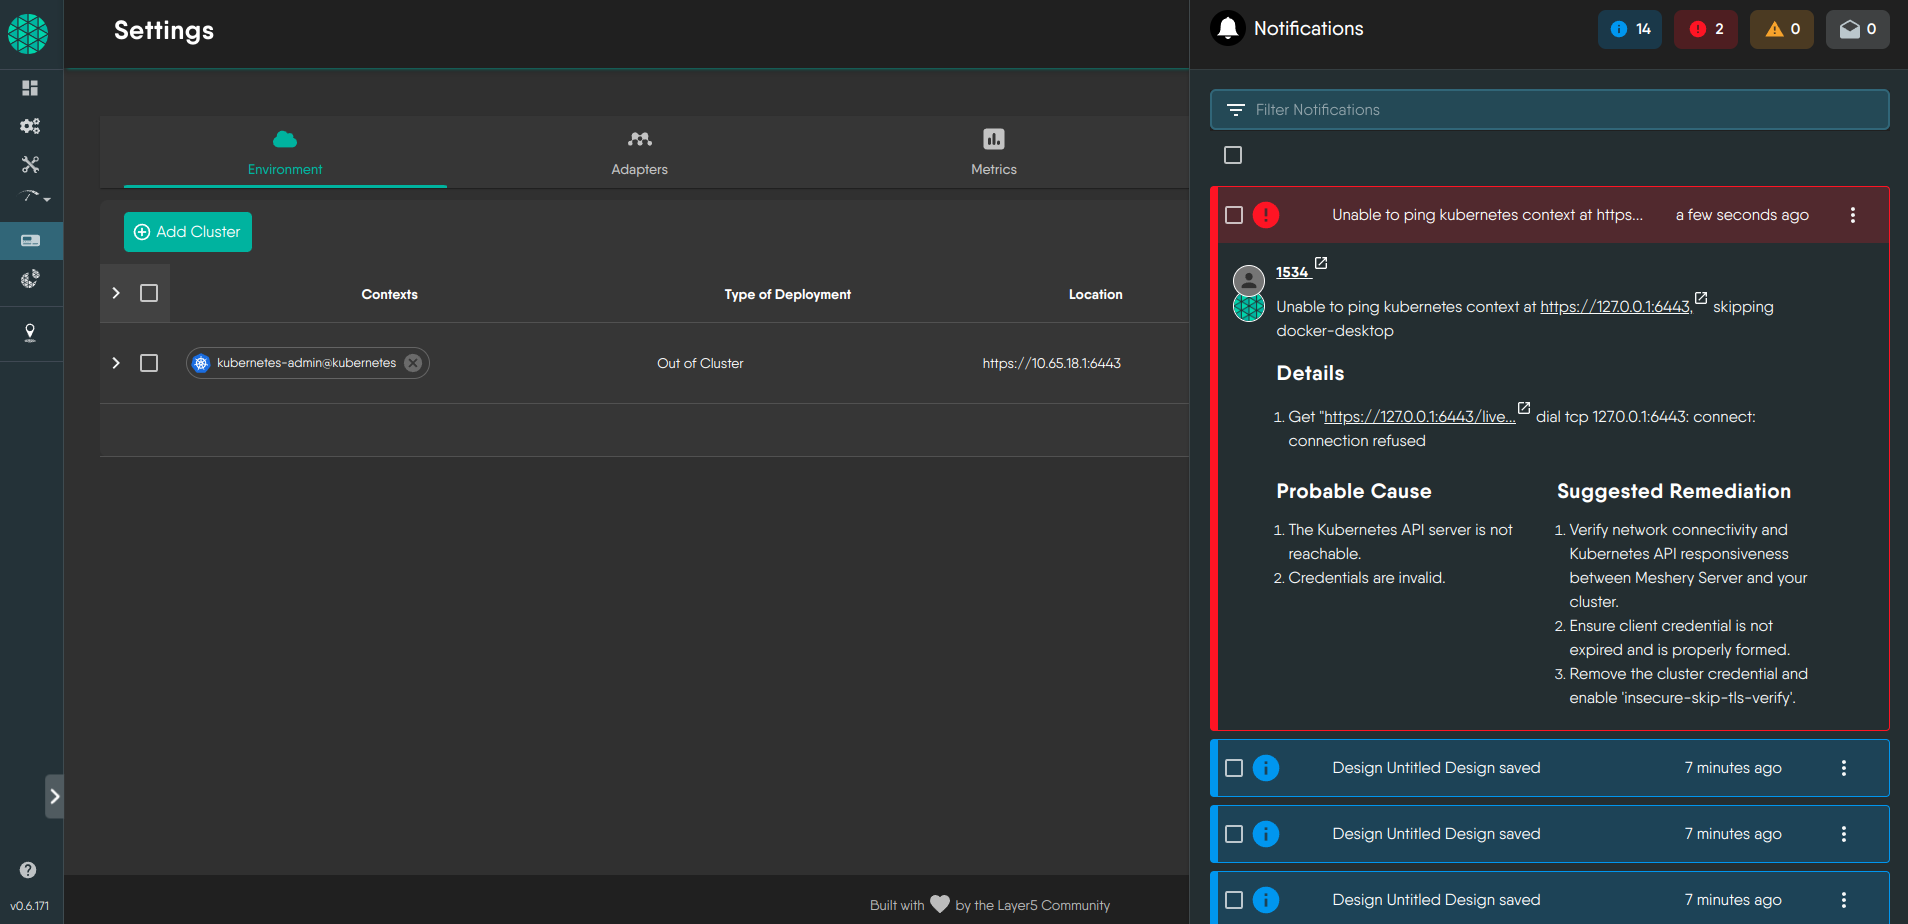 Settings
Environment
Adapters
Metrics
Add Cluster
Contexts
Type of Deployment
Location
kubernetes-admin@kubernetes
Out of Cluster
https://10.65.18.1:6443
v0.6.171
Built with by the Layer5 Community
Notifications
14
2
0
0
Filter Notifications
Unable to ping kubernetes context at https...
a few seconds ago
1534
Unable to ping kubernetes context at https://127.0.0.1:6443, skipping
docker-desktop
Details
1. Get "https://127.0.0.1:6443/live... dial tcp 127.0.0.1:6443: connect:
connection refused
Probable Cause
1. The Kubernetes API server is not
reachable.
2. Credentials are invalid.
Suggested Remediation
1. Verify network connectivity and
Kubernetes API responsiveness
between Meshery Server and your
cluster.
2. Ensure client credential is not
expired and is properly formed.
3. Remove the cluster credential and
enable 'insecure-skip-tls-verify'.
Design Untitled Design saved
7 minutes ago
Design Untitled Design saved
7 minutes ago
Design Untitled Design saved
7 minutes ago